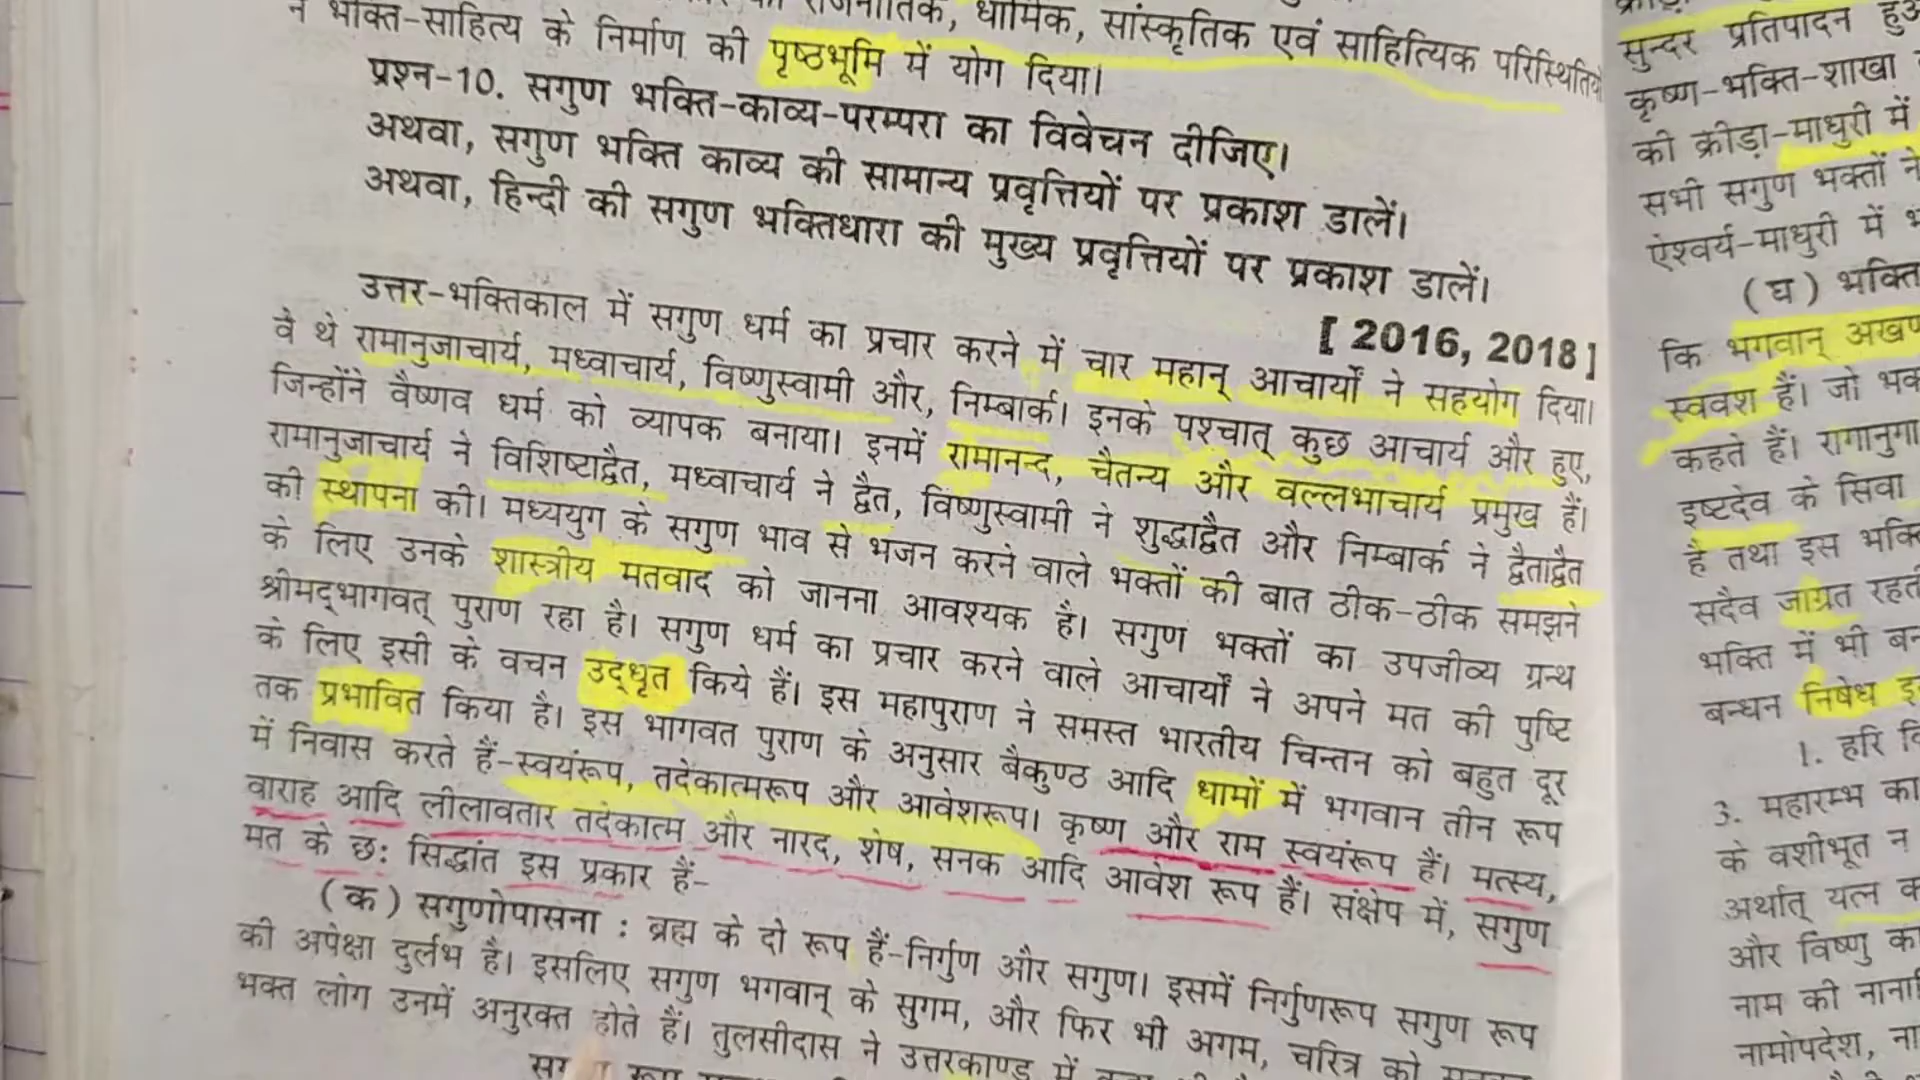 राजनीतिक, धार्मिक, सांस्कृतिक एवं साहित्यिक परिस्थितियों
ने भक्ति-साहित्य के निर्माण की पृष्ठभूमि में योग दिया।
प्रश्न-10. सगुण भक्ति-काव्य-परम्परा का विवेचन दीजिए।
अथवा, सगुण भक्ति काव्य की सामान्य प्रवृत्तियों पर प्रकाश डालें।
अथवा, हिन्दी की सगुण भक्तिधारा की मुख्य प्रवृत्तियों पर प्रकाश डालें।
[ 2016, 2018]
उत्तर-भक्तिकाल में सगुण धर्म का प्रचार करने में चार महान् आचार्यों ने सहयोग दिया।
वे थे रामानुजाचार्य, मध्वाचार्य, विष्णुस्वामी और, निम्बार्क। इनके पश्चात् कुछ आचार्य और हुए,
जिन्होंने वैष्णव धर्म को व्यापक बनाया। इनमें रामानन्द, चैतन्य और वल्लभाचार्य प्रमुख हैं।
रामानुजाचार्य ने विशिष्टाद्वैत, मध्वाचार्य ने द्वैत, विष्णुस्वामी ने शुद्धाद्वैत और निम्बार्क ने द्वैताद्वैत
की स्थापना की। मध्ययुग के सगुण भाव से भजन करने वाले भक्तों की बात ठीक-ठीक समझने
के लिए उनके शास्त्रीय मतवाद को जानना आवश्यक है। सगुण भक्तों का उपजीव्य ग्रन्थ
श्रीमद्भागवत् पुराण रहा है। सगुण धर्म का प्रचार करने वाले आचार्यों ने अपने मत की पुष्टि
के लिए इसी के वचन उद्धृत किये हैं। इस महापुराण ने समस्त भारतीय चिन्तन को बहुत दूर
तक प्रभावित किया है। इस भागवत पुराण के अनुसार बैकुण्ठ आदि धामों में भगवान तीन रूप
में निवास करते हैं-स्वयंरूप, तदेकात्मरूप और आवेशरूप। कृष्ण और राम स्वयंरूप हैं। मत्स्य,
वाराह आदि लीलावतार तदेकात्म और नारद, शेष, सनक आदि आवेश रूप हैं। संक्षेप में, सगुण
मत के छ: सिद्धांत इस प्रकार हैं-
(क) सगुणोपासना : ब्रह्म के दो रूप हैं-निर्गुण और सगुण। इसमें निर्गुणरूप सगुण रूप
की अपेक्षा दुर्लभ है। इसलिए सगुण भगवान् के सुगम, और फिर भी अगम, चरित्र को
भक्त लोग उनमें अनुरक्त होते हैं। तुलसीदास ने उत्तरकाण्ड में
सुन्दर प्रतिपादन
कृष्ण-भक्ति-शाखा
की क्रीड़ा-माधुरी में
सभी सगुण भक्तों ने
ऐश्वर्य-माधुरी में
(घ) भक्ति
कि भगवान्
स्ववश हैं। जो
कहते हैं। रागानुगा
इष्टदेव के सिवा
है तथा इस
सदैव जाग्रत
भक्ति में भी
बन्धन निषेध
1. हरि
3. महारम्भ का
के वशीभूत न
अर्थात् यत्न
और विष्णु
नाम की
नामोपदेश,